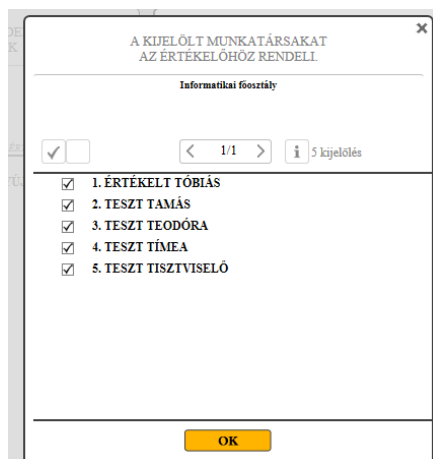 A KIJELÖLT MUNKATÁRSAKAT
AZ ÉRTÉKELŐHÖZ RENDELI.
Informatikai főosztály
1/1
5 kijelölés
1. ÉRTÉKELT TÓBIÁS
2. TESZT TAMÁS
3. TESZT TEODÓRA
4. TESZT TÍMEA
5. TESZT TISZTVISELŐ
OK